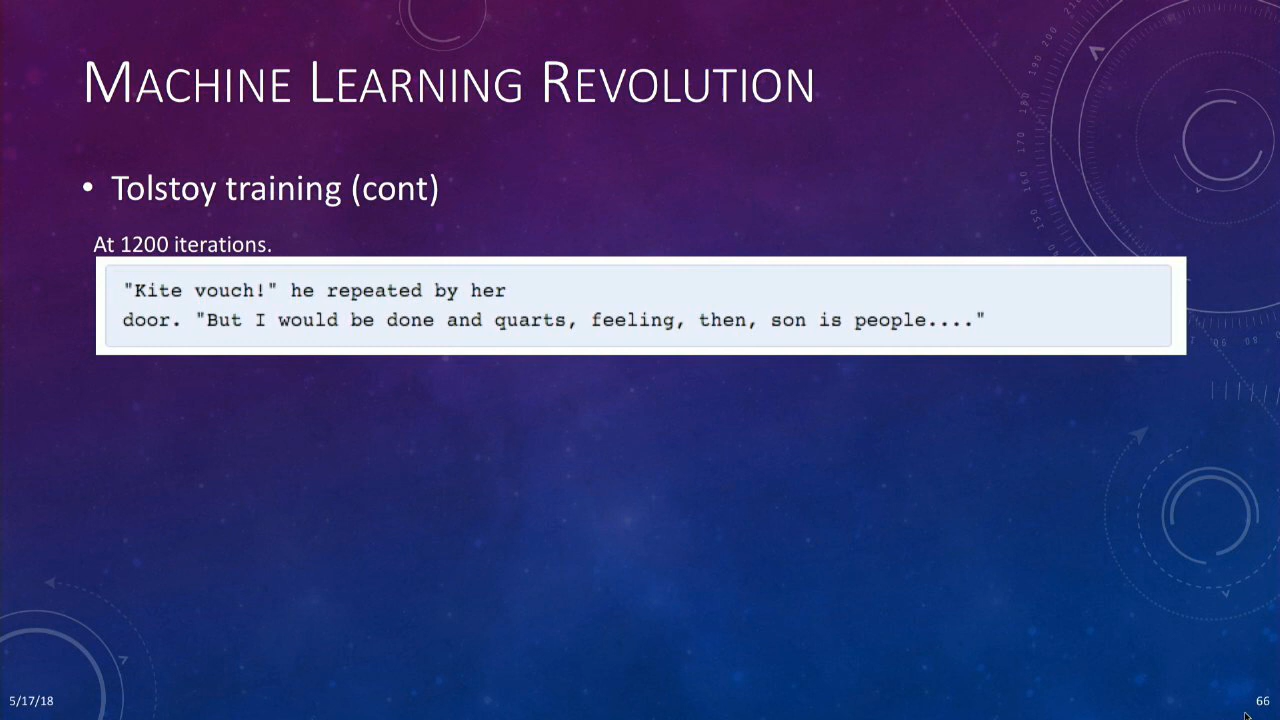 MACHINE LEARNING REVOLUTION
• Tolstoy training (cont)
At 1200 iterations.
"Kite vouch!" he repeated by her
door. "But I would be done and quarts, feeling, then, son is people...."
5/17/18
66